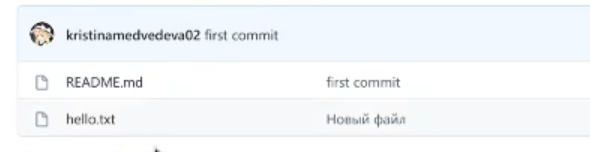 kristinamedvedeva02 first commit
README.md first commit
hello.txt Новый файл